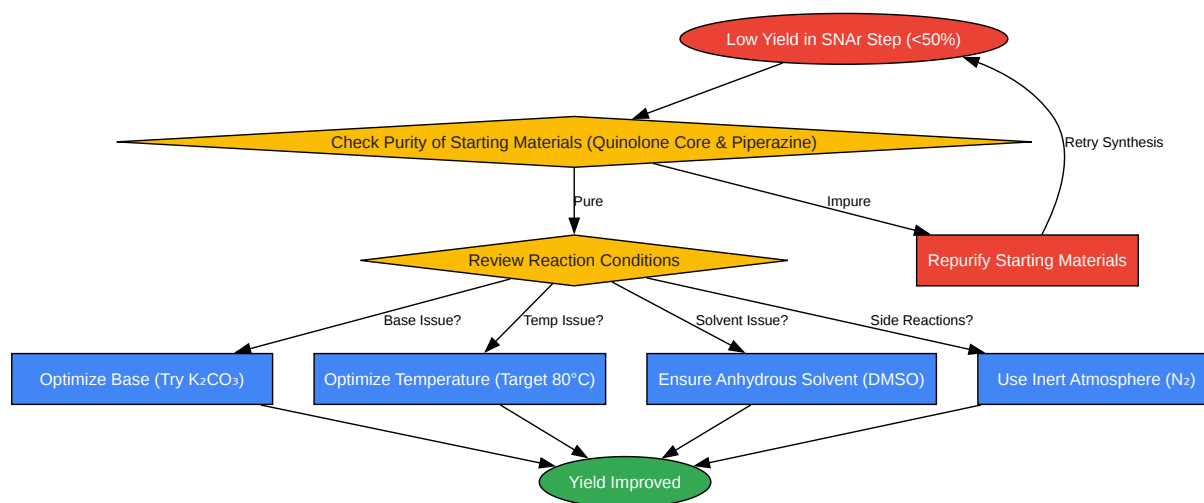 Low Yield in SNAr Step (<50%)
Check Purity of Starting Materials (Quinolone Core & Piperazine)
Retry Synthesis
Pure
Impure
Review Reaction Conditions
Repurify Starting Materials
Base Issue?
Temp Issue?
Solvent Issue?
Side Reactions?
Optimize Base (Try K₂CO₃)
Optimize Temperature (Target 80°C)
Ensure Anhydrous Solvent (DMSO)
Use Inert Atmosphere (N₂)
Yield Improved